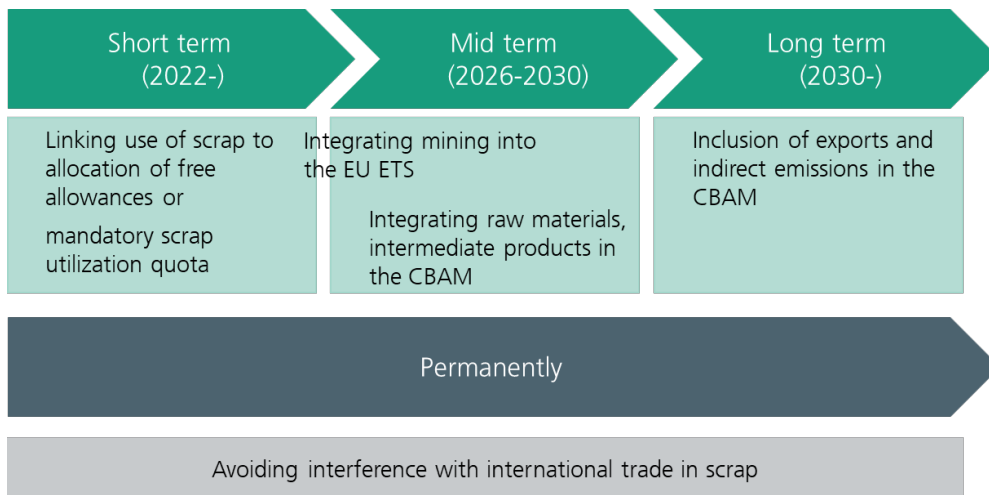 Short term
(2022-)
Mid term
(2026-2030)
Long term
(2030-)
Linking use of scrap to
allocation of free
allowances or
mandatory scrap
utilization quota
Integrating mining into
the EU ETS
Integrating raw materials,
intermediate products in
the CBAM
Inclusion of exports and
indirect emissions in the
CBAM
Permanently
Avoiding interference with international trade in scrap